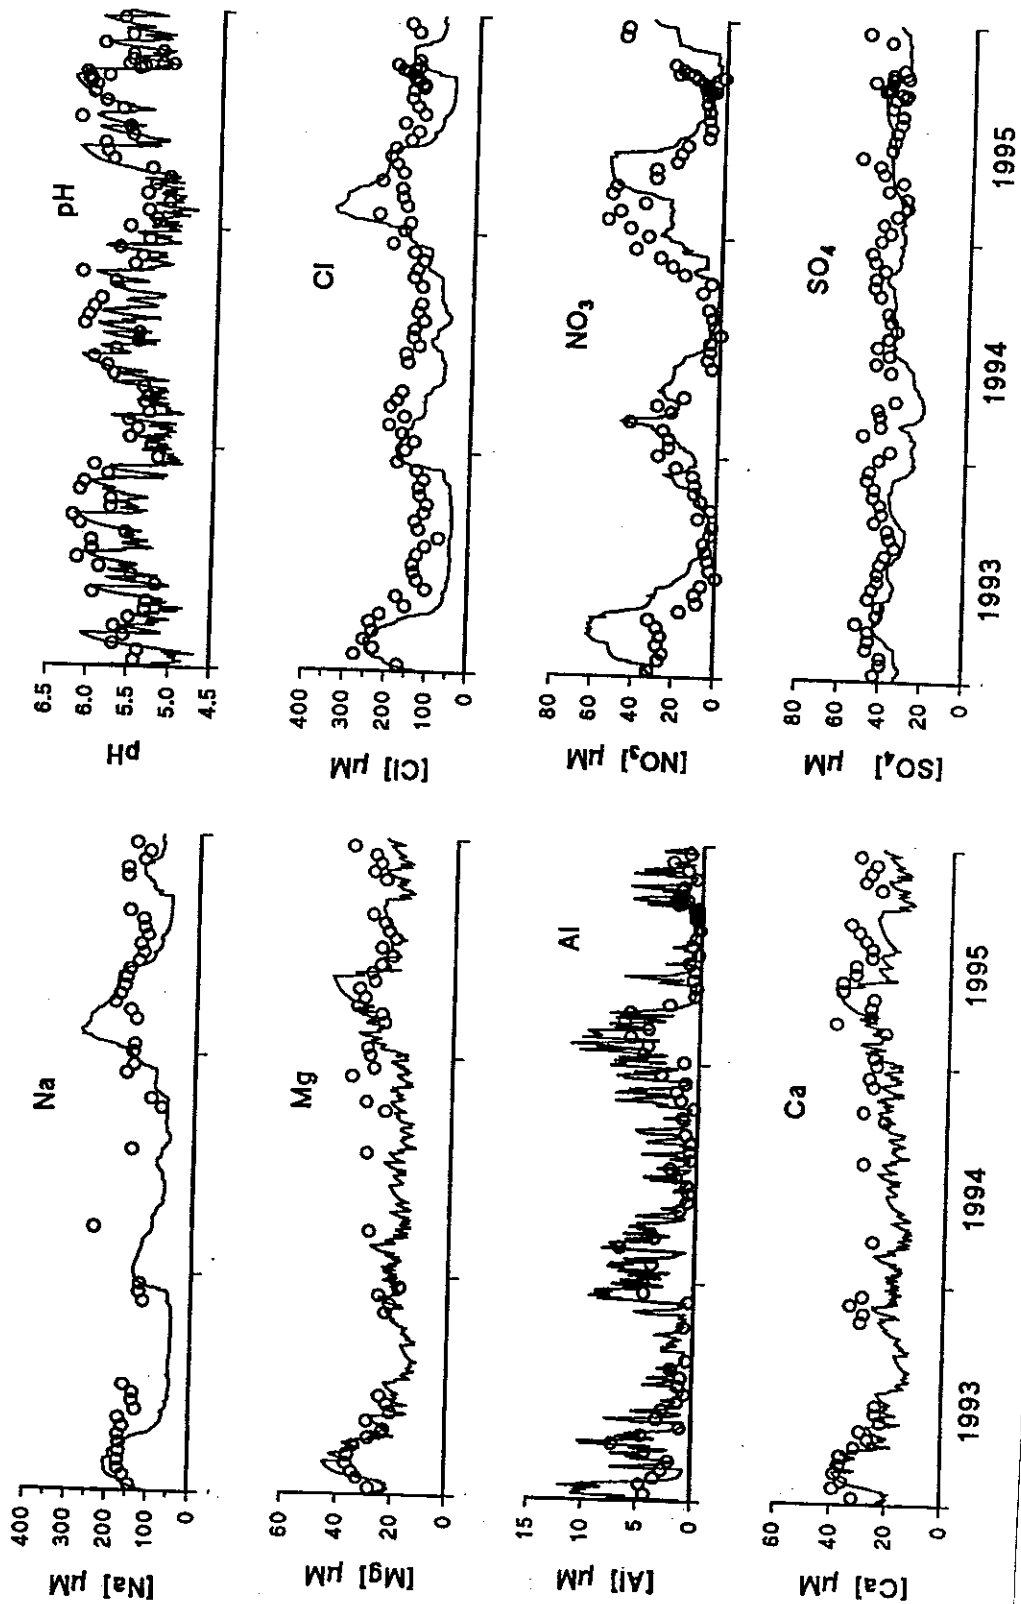 [Na] µM
400
300
200
100
0
Na
pH
6.5
6.0
5.5
5.0
4.5
pH
[Mg] µM
60
40
20
0
Mg
[Cl] µM
400
300
200
100
0
Cl
[Al] µM
15
10
5
0
Al
[NO₃] µM
80
60
40
20
0
NO₃
[Ca] µM
60
40
20
0
Ca
1993
1994
1995
[SO₄] µM
80
60
40
20
0
SO₄
1993
1994
1995